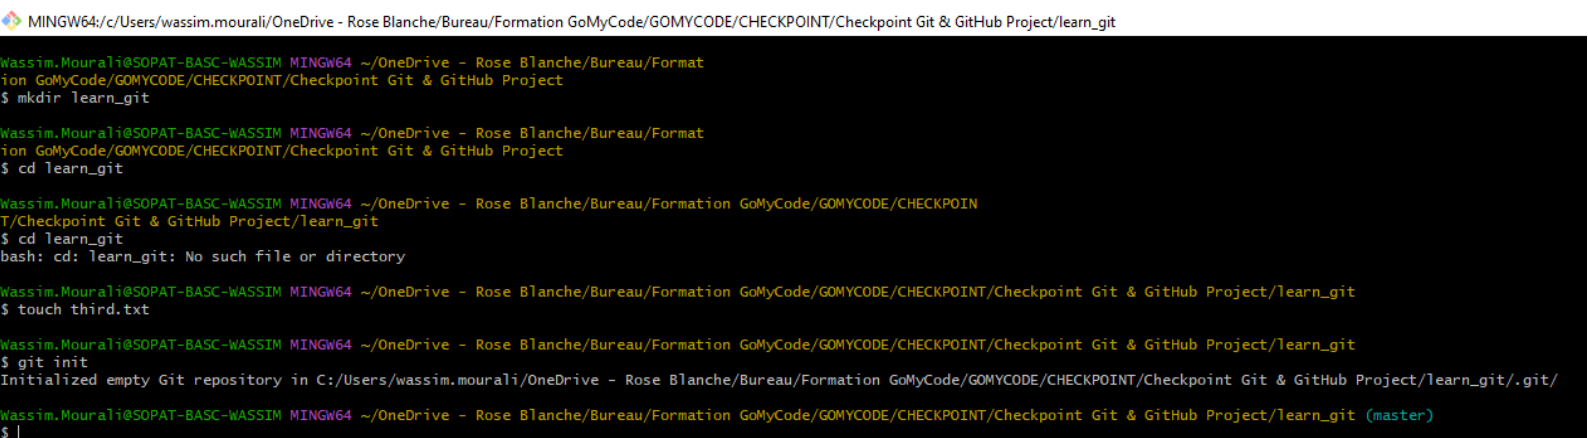 MINGW64:/c/Users/wassim.mourali/OneDrive - Rose Blanche/Bureau/Formation GoMyCode/GOMYCODE/CHECKPOINT/Checkpoint Git & GitHub Project/learn_git
Wassim.Mourali@SOPAT-BASC-WASSIM MINGW64 ~/OneDrive - Rose Blanche/Bureau/Format
ion GoMyCode/GOMYCODE/CHECKPOINT/Checkpoint Git & GitHub Project
$ mkdir learn_git
Wassim.Mourali@SOPAT-BASC-WASSIM MINGW64 ~/OneDrive - Rose Blanche/Bureau/Format
ion GoMyCode/GOMYCODE/CHECKPOINT/Checkpoint Git & GitHub Project
$ cd learn_git
Wassim.Mourali@SOPAT-BASC-WASSIM MINGW64 ~/OneDrive - Rose Blanche/Bureau/Formation GoMyCode/GOMYCODE/CHECKPOIN
T/Checkpoint Git & GitHub Project/learn_git
$ cd learn_git
bash: cd: learn_git: No such file or directory
Wassim.Mourali@SOPAT-BASC-WASSIM MINGW64 ~/OneDrive - Rose Blanche/Bureau/Formation GoMyCode/GOMYCODE/CHECKPOINT/Checkpoint Git & GitHub Project/learn_git
$ touch third.txt
Wassim.Mourali@SOPAT-BASC-WASSIM MINGW64 ~/OneDrive - Rose Blanche/Bureau/Formation GoMyCode/GOMYCODE/CHECKPOINT/Checkpoint Git & GitHub Project/learn_git
$ git init
Initialized empty Git repository in C:/Users/wassim.mourali/OneDrive - Rose Blanche/Bureau/Formation GoMyCode/GOMYCODE/CHECKPOINT/Checkpoint Git & GitHub Project/learn_git/.git/
Wassim.Mourali@SOPAT-BASC-WASSIM MINGW64 ~/OneDrive - Rose Blanche/Bureau/Formation GoMyCode/GOMYCODE/CHECKPOINT/Checkpoint Git & GitHub Project/learn_git (master)
$